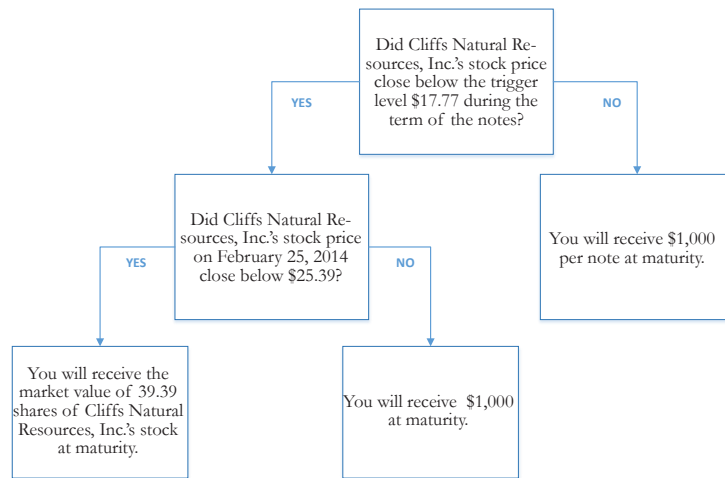 Did Cliffs Natural Re-
sources, Inc.'s stock price
close below the trigger
level $17.77 during the
term of the notes?
YES
NO
Did Cliffs Natural Re-
sources, Inc.'s stock price
on February 25, 2014
close below $25.39?
You will receive $1,000
per note at maturity.
YES
NO
You will receive the
market value of 39.39
shares of Cliffs Natural
Resources, Inc.'s stock
at maturity.
You will receive  $1,000
at maturity.